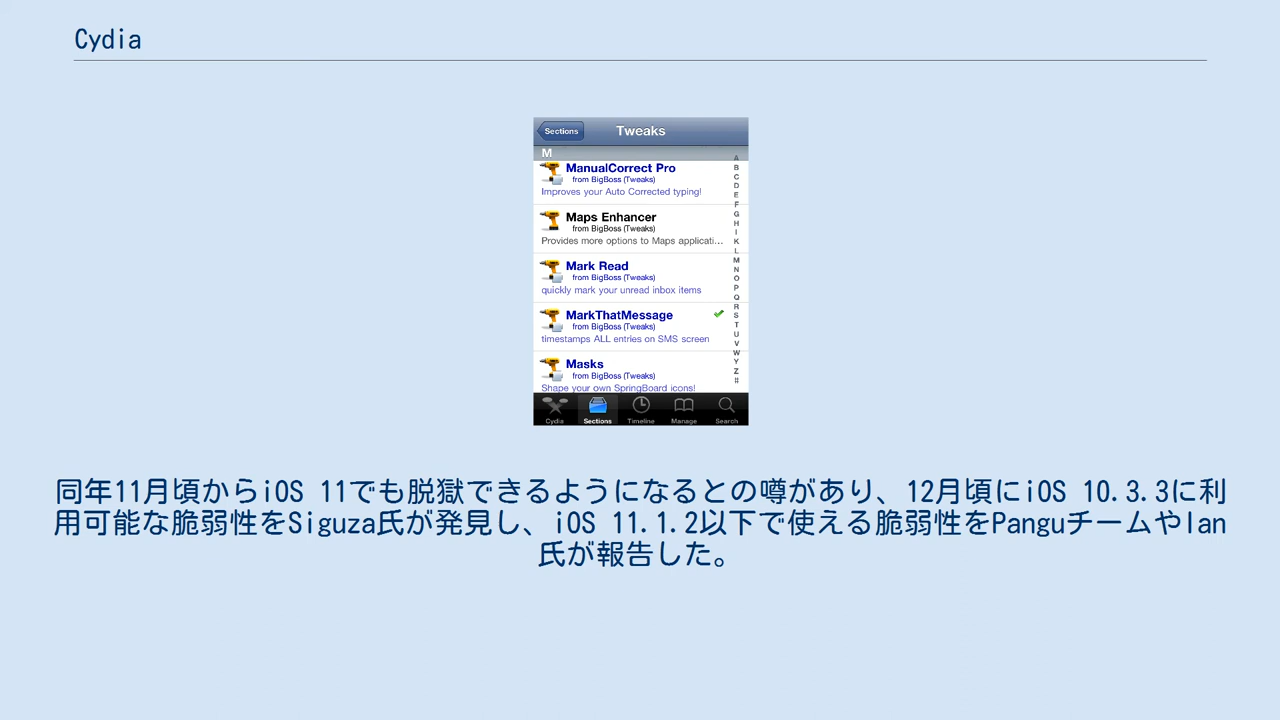 Cydia
Sections
Tweaks
M
ManualCorrect Pro
from BigBoss (Tweaks)
Improves your Auto Corrected typing!
Maps Enhancer
from BigBoss (Tweaks)
Provides more options to Maps applicati...
Mark Read
from BigBoss (Tweaks)
quickly mark your unread inbox items
MarkThatMessage
from BigBoss (Tweaks)
timestamps ALL entries on SMS screen
Masks
from BigBoss (Tweaks)
Shape your own SpringBoard icons!
A
B
C
D
E
F
G
H
I
K
L
M
N
O
P
Q
R
S
T
U
V
W
Y
Z
#
Cydia
Sections
Timeline
Manage
Search
同年11月頃からiOS 11でも脱獄できるようになるとの噂があり、12月頃にiOS 10.3.3に利
用可能な脆弱性をSiguza氏が発見し、iOS 11.1.2以下で使える脆弱性をPanguチームやIan
氏が報告した。